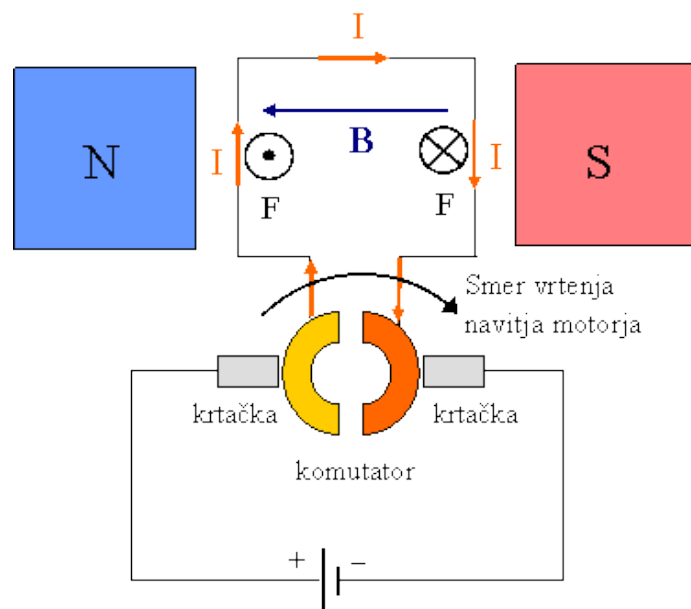 I
B
N
I
I
S
F
F
Smer vrtenja
navitja motorja
krtačka
krtačka
komutator
+
−